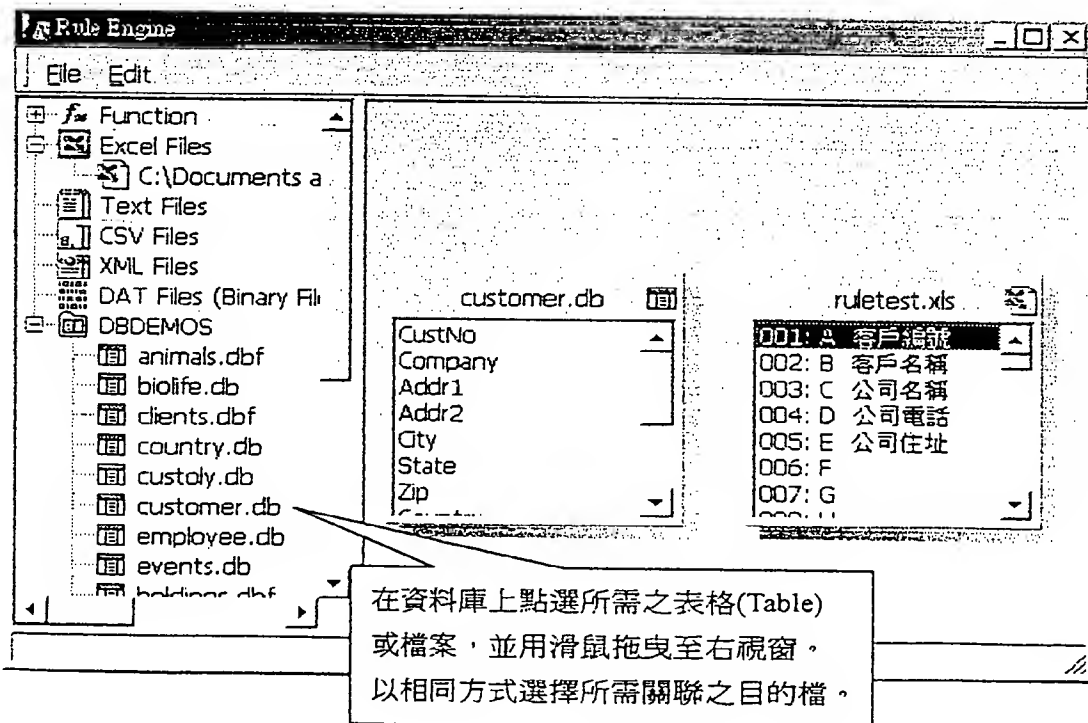 Rule Engine
File Edit
Function
Excel Files
C:\Documents a
Text Files
CSV Files
XML Files
DAT Files (Binary Fil
DBDEMOS
animals.dbf
biolife.db
clients.dbf
country.db
custoly.db
customer.db
employee.db
events.db
holdings.dbf
customer.db
CustNo
Company
Addr1
Addr2
City
State
Zip
Country
ruletest.xls
001: A 客戶編號
002: B 客戶名稱
003: C 公司名稱
004: D 公司電話
005: E 公司住址
006: F
007: G
在資料庫上點選所需之表格(Table)
或檔案，並用滑鼠拖曳至右視窗。
以相同方式選擇所需關聯之目的檔。